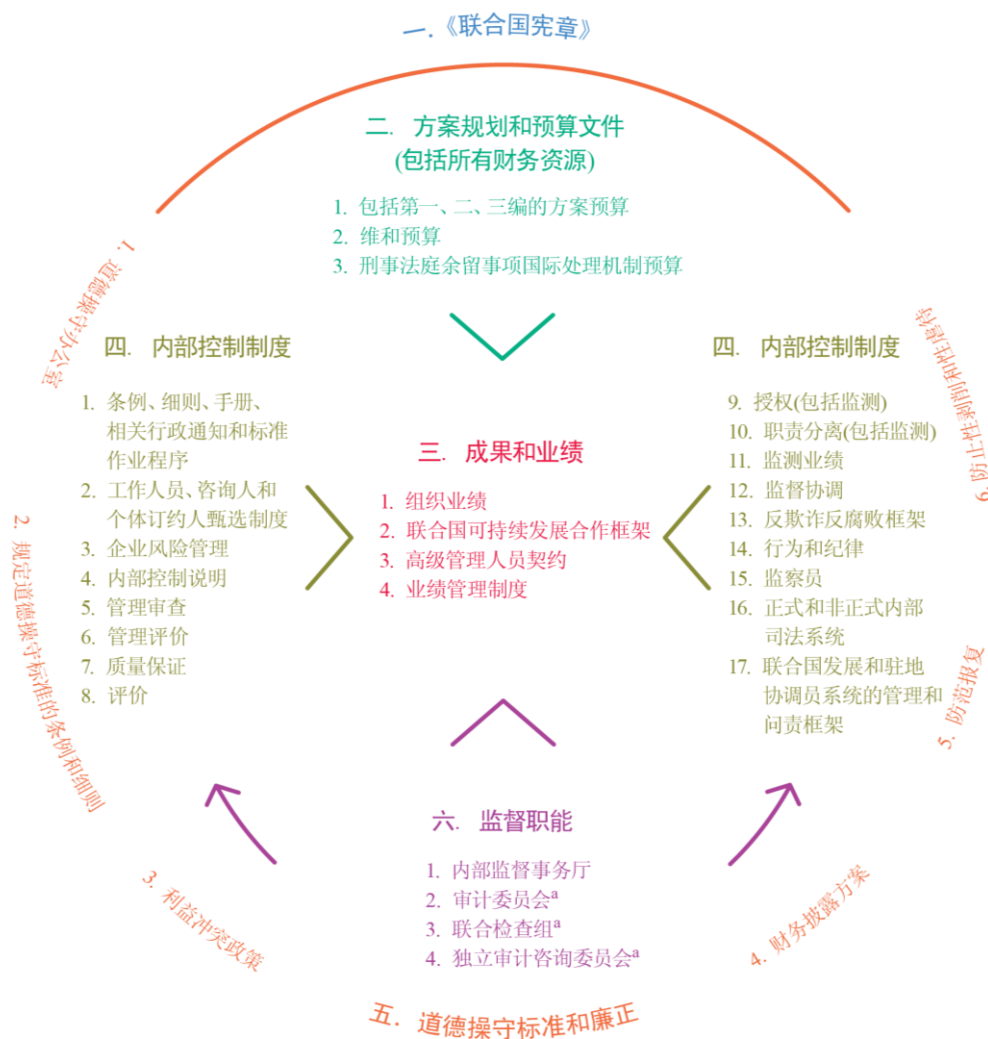 一.《联合国宪章》
二. 方案规划和预算文件
(包括所有财务资源)
1. 包括第一、二、三编的方案预算
2. 维和预算
3. 刑事法庭余留事项国际处理机制预算
四. 内部控制制度
1. 条例、细则、手册、
相关行政通知和标准
作业程序
2. 工作人员、咨询人和
个体订约人甄选制度
3. 企业风险管理
4. 内部控制说明
5. 管理审查
6. 管理评价
7. 质量保证
8. 评价
三. 成果和业绩
1. 组织业绩
2. 联合国可持续发展合作框架
3. 高级管理人员契约
4. 业绩管理制度
四. 内部控制制度
9. 授权(包括监测)
10. 职责分离(包括监测)
11. 监测业绩
12. 监督协调
13. 反欺诈反腐败框架
14. 行为和纪律
15. 监察员
16. 正式和非正式内部
司法系统
17. 联合国发展和驻地
协调员系统的管理和
问责框架
六. 监督职能
1. 内部监督事务厅
2. 审计委员会ᵃ
3. 联合检查组ᵃ
4. 独立审计咨询委员会ᵃ
五. 道德操守标准和廉正
1. 道德操守办公室
2. 规定道德操守标准的条例和细则
3. 利益冲突政策
4. 财务披露方案
5. 防范报复
6. 防止性剥削和性虐待